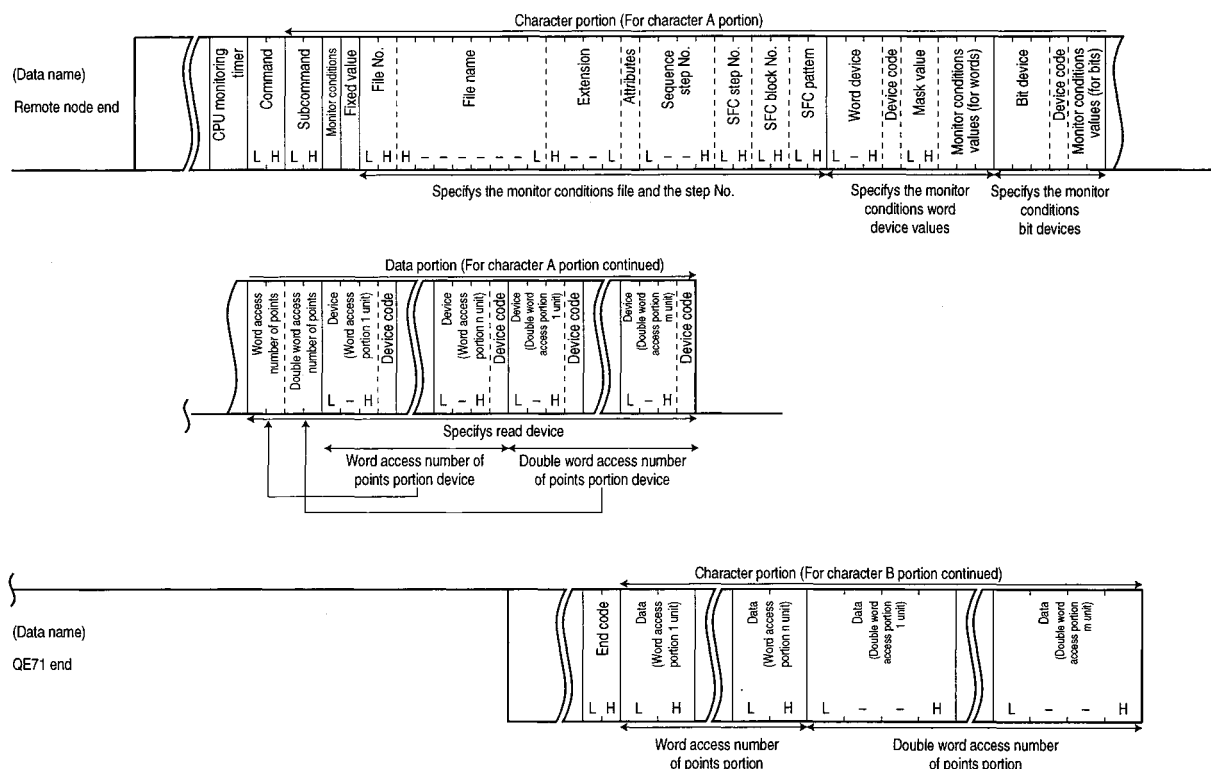 Character portion (For character A portion)
(Data name)
Remote node end
CPU monitoring timer
Command
Subcommand
Monitor conditions
Fixed value
File No.
File name
Extension
Attributes
Sequence step No.
SFC step No.
SFC block No.
SFC pattern
Word device
Device code
Mask value
Monitor conditions values (for words)
Bit device
Device code
Monitor conditions values (for bits)
L H L H L H H – – – – – – L H – – L L – – H L H L H L H L – H L H
Specifys the monitor conditions file and the step No.
Specifys the monitor
conditions word
device values
Specifys the monitor
conditions
bit devices
Data portion (For character A portion continued)
Word access number of points
Double word access number of points
Device (Word access portion 1 unit)
Device code
Device (Word access portion n unit)
Device code
Device (Double word access portion 1 unit)
Device code
Device (Double word access portion m unit)
Device code
L – H L – H L – H L – H
Specifys read device
Word access number of
points portion device
Double word access number
of points portion device
Character portion (For character B portion continued)
(Data name)
QE71 end
End code
Data (Word access portion 1 unit)
Data (Word access portion n unit)
Data (Double word access portion 1 unit)
Data (Double word access portion m unit)
L H L H L H L – – H L – – H
Word access number
of points portion
Double word access number
of points portion